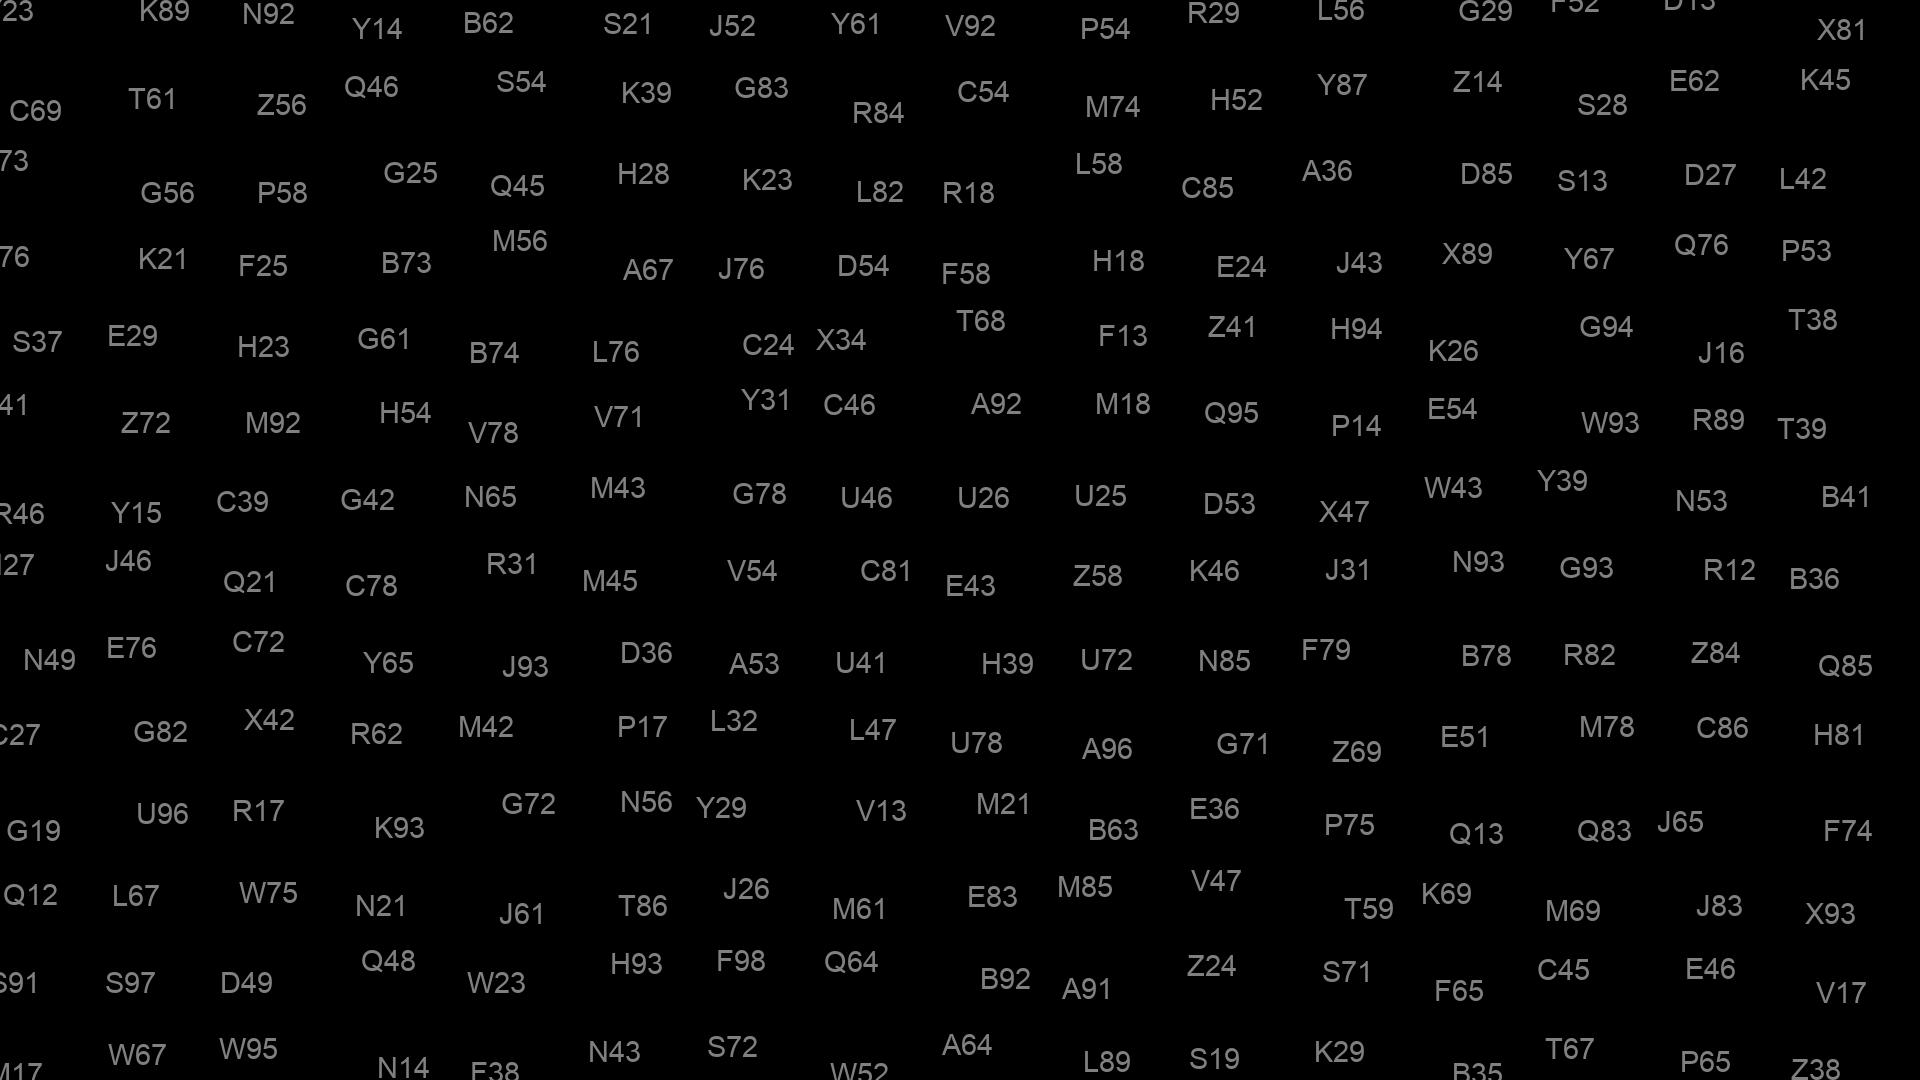 K89 N92 Y14 B62 S21 J52 Y61 V92 P54 R29 L56 G29 F52 D13 X81
C69 T61 Z56 Q46 S54 K39 G83 R84 C54 M74 H52 Y87 Z14 S28 E62 K45
G56 P58 G25 Q45 H28 K23 L82 R18 L58 C85 A36 D85 S13 D27 L42
K21 F25 B73 M56 A67 J76 D54 F58 H18 E24 J43 X89 Y67 Q76 P53
S37 E29 H23 G61 B74 L76 C24 X34 T68 F13 Z41 H94 K26 G94 J16 T38
Z72 M92 H54 V78 V71 Y31 C46 A92 M18 Q95 P14 E54 W93 R89 T39
R46 Y15 C39 G42 N65 M43 G78 U46 U26 U25 D53 X47 W43 Y39 N53 B41
J46 Q21 C78 R31 M45 V54 C81 E43 Z58 K46 J31 N93 G93 R12 B36
N49 E76 C72 Y65 J93 D36 A53 U41 H39 U72 N85 F79 B78 R82 Z84 Q85
C27 G82 X42 R62 M42 P17 L32 L47 U78 A96 G71 Z69 E51 M78 C86 H81
G19 U96 R17 K93 G72 N56 Y29 V13 M21 B63 E36 P75 Q13 Q83 J65 F74
Q12 L67 W75 N21 J61 T86 J26 M61 E83 M85 V47 T59 K69 M69 J83 X93
S91 S97 D49 Q48 W23 H93 F98 Q64 B92 A91 Z24 S71 F65 C45 E46 V17
W67 W95 N14 N43 S72 W52 A64 L89 S19 K29 B35 T67 P65 Z38